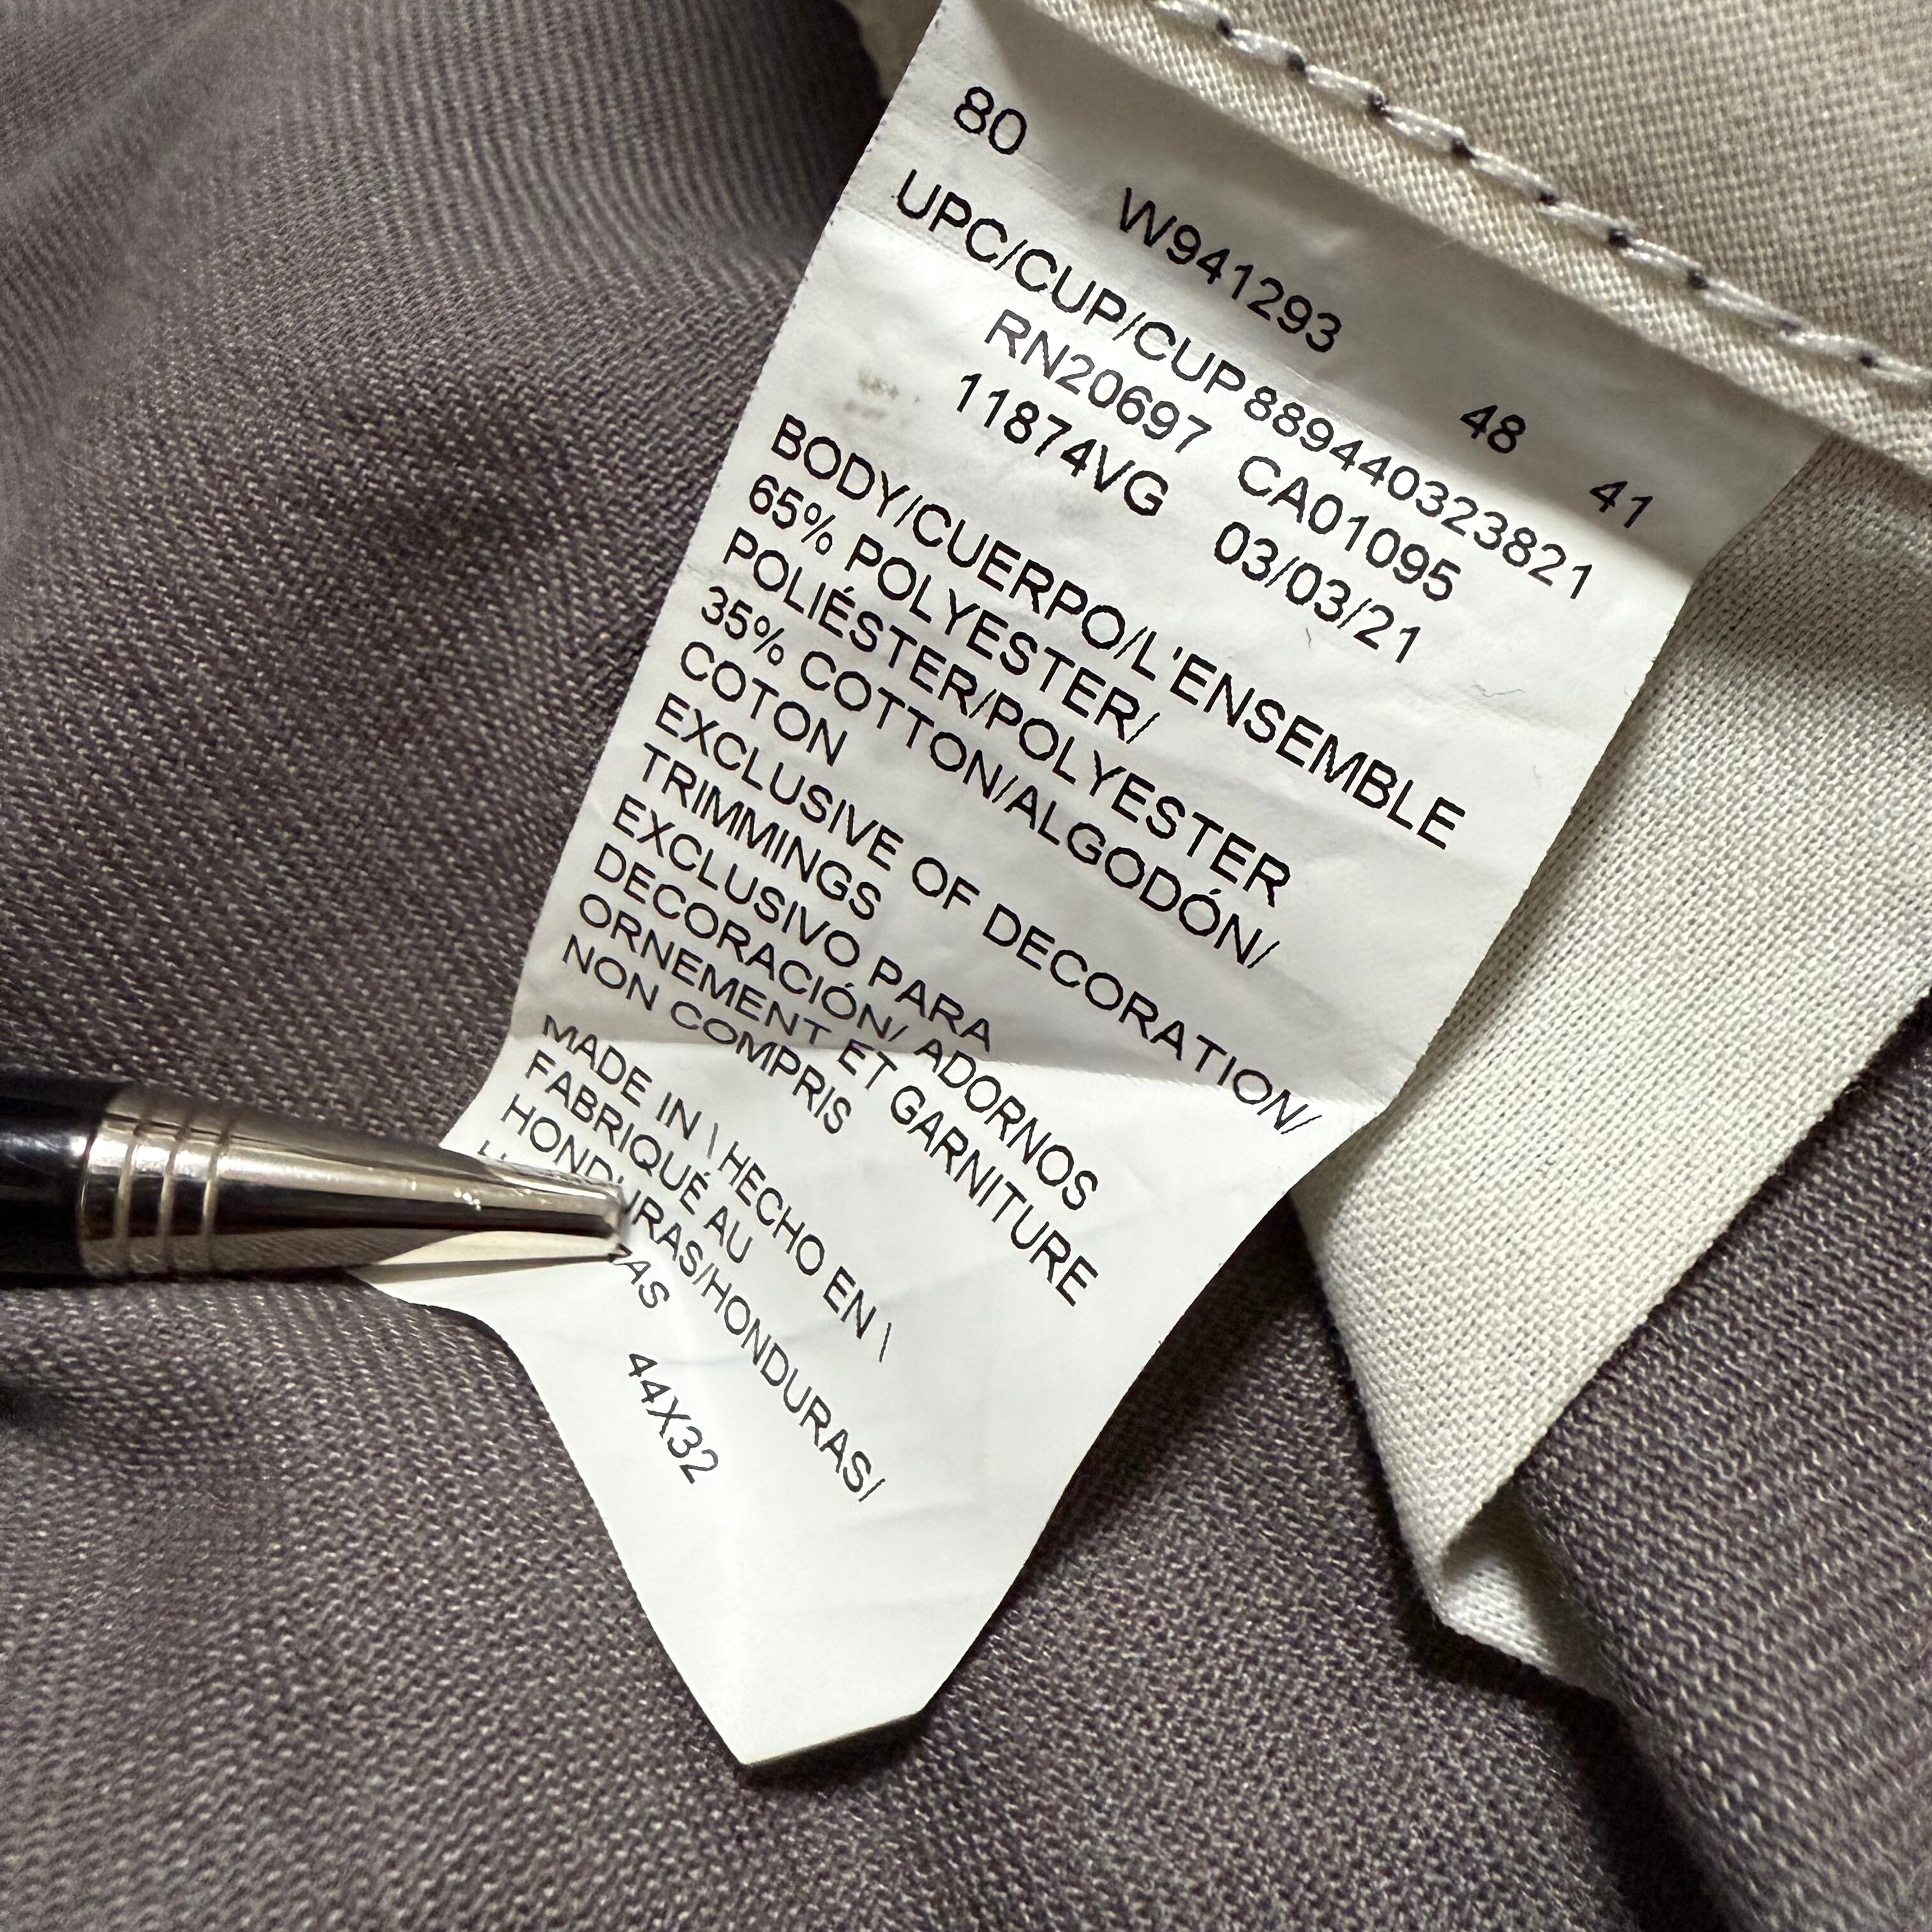 80 W941293 48 41
UPC/CUP/CUP 889440323821
RN20697 CA01095
11874VG 03/03/21
BODY/CUERPO/L'ENSEMBLE
65% POLYESTER/
POLIÉSTER/POLYESTER
35% COTTON/ALGODÓN/
COTON
EXCLUSIVE OF DECORATION/
TRIMMINGS
EXCLUSIVO PARA
DECORACIÓN/ ADORNOS
ORNEMENT ET GARNITURE
NON COMPRIS
MADE IN \ HECHO EN \
FABRIQUÉ AU
HONDURAS/HONDURAS/
44X32